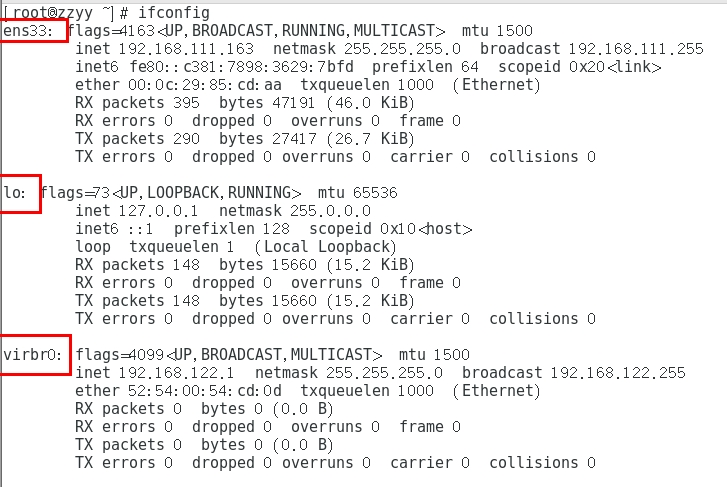 [root@zzyy ~]# ifconfig
ens33: flags=4163<UP,BROADCAST,RUNNING,MULTICAST>  mtu 1500
        inet 192.168.111.163  netmask 255.255.255.0  broadcast 192.168.111.255
        inet6 fe80::c381:7898:3629:7bfd  prefixlen 64  scopeid 0x20<link>
        ether 00:0c:29:85:cd:aa  txqueuelen 1000  (Ethernet)
        RX packets 395  bytes 47191 (46.0 KiB)
        RX errors 0  dropped 0  overruns 0  frame 0
        TX packets 290  bytes 27417 (26.7 KiB)
        TX errors 0  dropped 0 overruns 0  carrier 0  collisions 0

lo: flags=73<UP,LOOPBACK,RUNNING>  mtu 65536
        inet 127.0.0.1  netmask 255.0.0.0
        inet6 ::1  prefixlen 128  scopeid 0x10<host>
        loop  txqueuelen 1  (Local Loopback)
        RX packets 148  bytes 15660 (15.2 KiB)
        RX errors 0  dropped 0  overruns 0  frame 0
        TX packets 148  bytes 15660 (15.2 KiB)
        TX errors 0  dropped 0 overruns 0  carrier 0  collisions 0

virbr0: flags=4099<UP,BROADCAST,MULTICAST>  mtu 1500
        inet 192.168.122.1  netmask 255.255.255.0  broadcast 192.168.122.255
        ether 52:54:00:54:cd:0d  txqueuelen 1000  (Ethernet)
        RX packets 0  bytes 0 (0.0 B)
        RX errors 0  dropped 0  overruns 0  frame 0
        TX packets 0  bytes 0 (0.0 B)
        TX errors 0  dropped 0 overruns 0  carrier 0  collisions 0